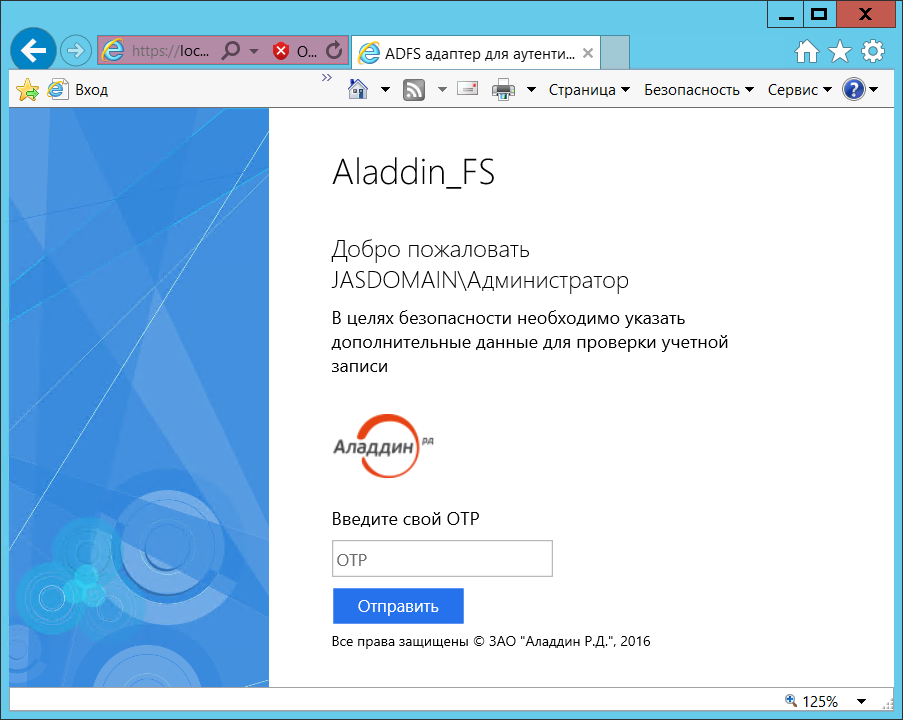 https://loc... О...
ADFS адаптер для аутенти...
Вход
Страница Безопасность Сервис
Aladdin_FS
Добро пожаловать
JASDOMAIN\Администратор
В целях безопасности необходимо указать
дополнительные данные для проверки учетной
записи
Аладдин РД
Введите свой OTP
OTP
Отправить
Все права защищены © ЗАО "Аладдин Р.Д.", 2016
125%